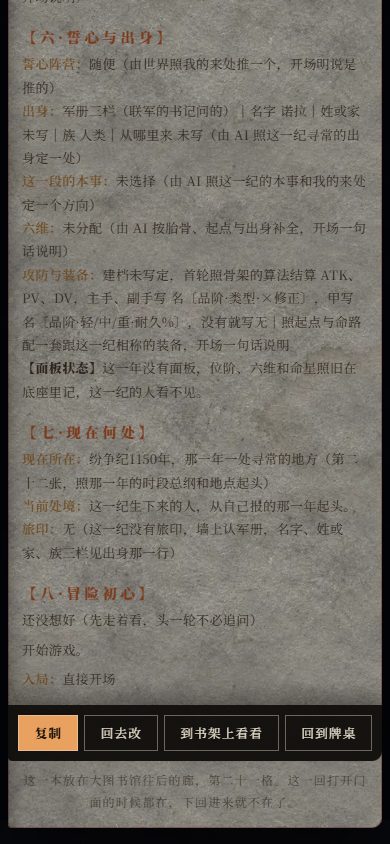 【六·誓心与出身】
誓心阵营：随便（由世界照我的来处推一个，开场明说是
推的）
出身：军册三栏（联军的书记问的）｜名字 诺拉｜姓或家
未写｜族 人类｜从哪里来 未写（由 AI 照这一纪寻常的出
身定一处）
这一段的本事：未选择（由 AI 照这一纪的本事和我的来处
定一个方向）
六维：未分配（由 AI 按胎骨、起点与出身补全，开场一句
话说明）
攻防与装备：建档未写定，首轮照骨架的算法结算 ATK、
PV、DV，主手、副手写 名〔品阶·类型·×修正〕，甲写
名〔品阶·轻/中/重·耐久%〕，没有就写无｜照起点与命路
配一套跟这一纪相称的装备，开场一句话说明
【面板状态】这一年没有面板，位阶、六维和命星照旧在
底座里记，这一纪的人看不见。
【七·现在何处】
现在所在：纷争纪1150年，那一年一处寻常的地方（第二
十二张，照那一年的时段总纲和地点起头）
当前处境：这一纪生下来的人，从自己报的那一年起头。
旅印：无（这一纪没有旅印，墙上认军册，名字、姓或
家、族三栏见出身那一行）
【八·冒险初心】
还没想好（先走着看，头一轮不必追问）
开始游戏。
入局：直接开场
复制 回去改 到书架上看看 回到牌桌
这一本放在大图书馆往后的廊，第二十一格。这一回打开门
面的时候都在，下回进来就不在了。